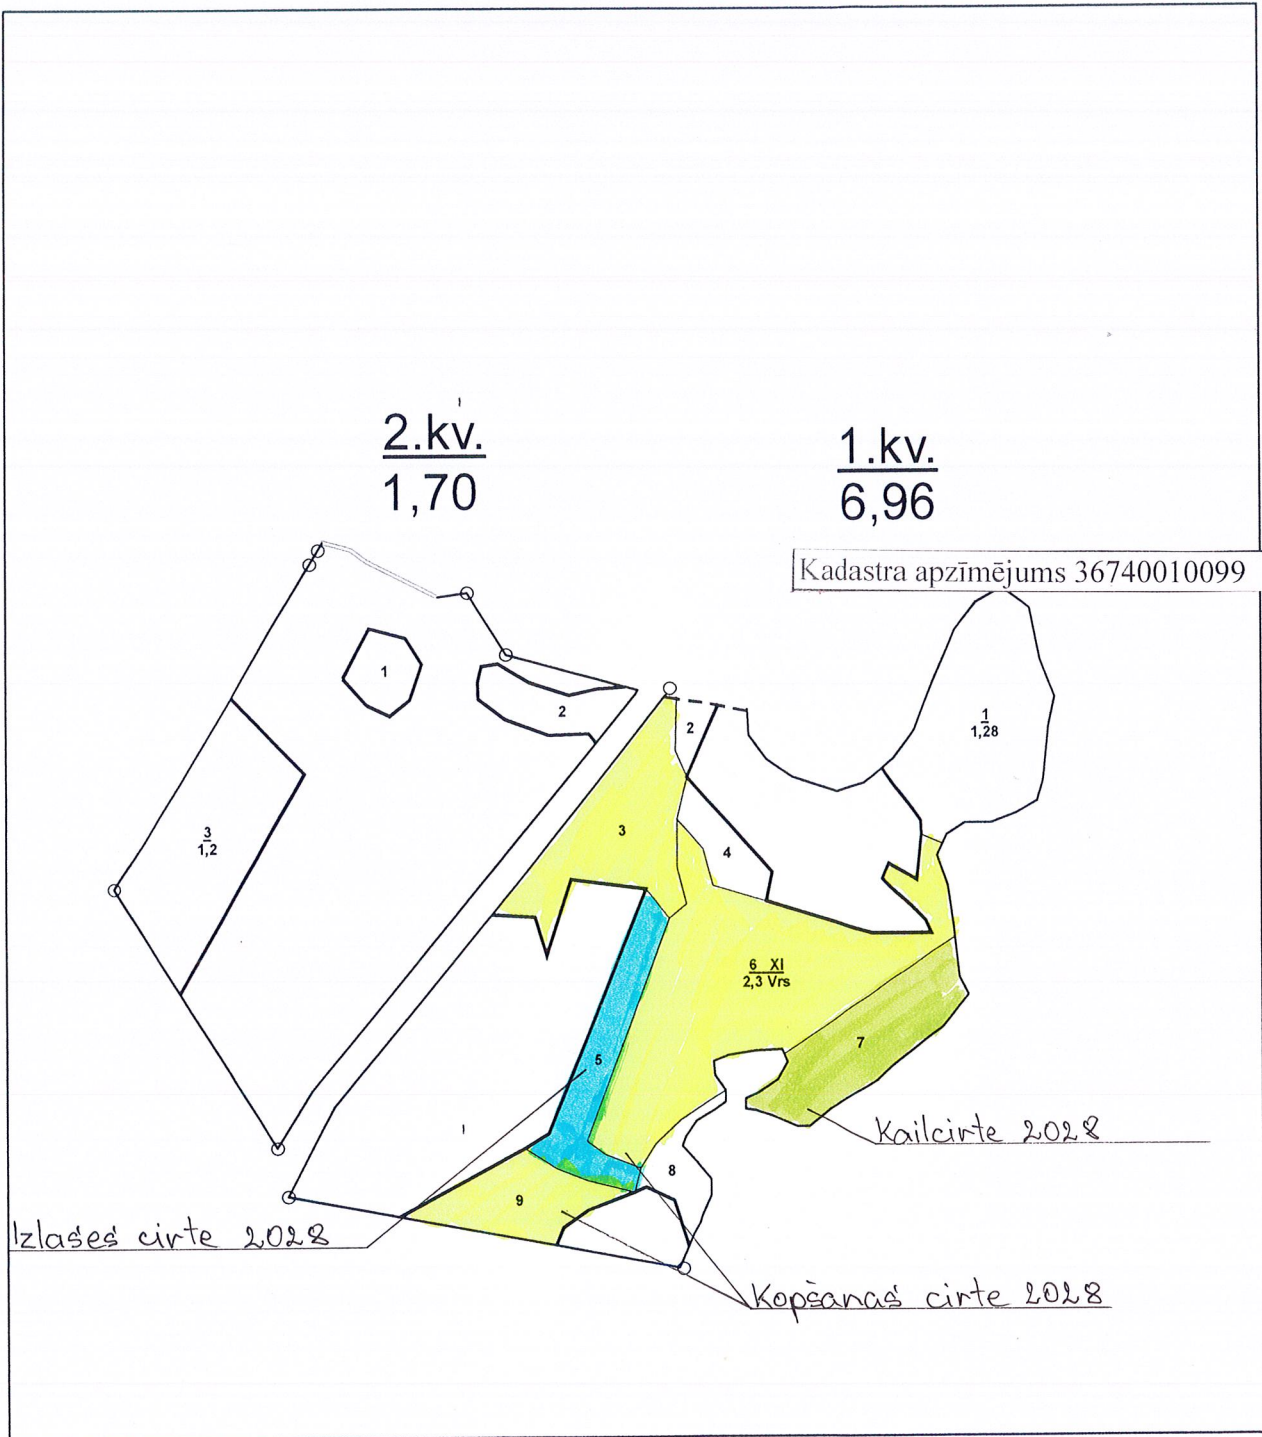 2.kv.
1,70
1.kv.
6,96
Kadastra apzīmējums 36740010099
1
2
2
1
1,28
3
4
3
1,2
6 XI
2,3 Vrs
5
7
Kailcirte 2028
8
9
Izlases cirte 2028
Kopšanas cirte 2028